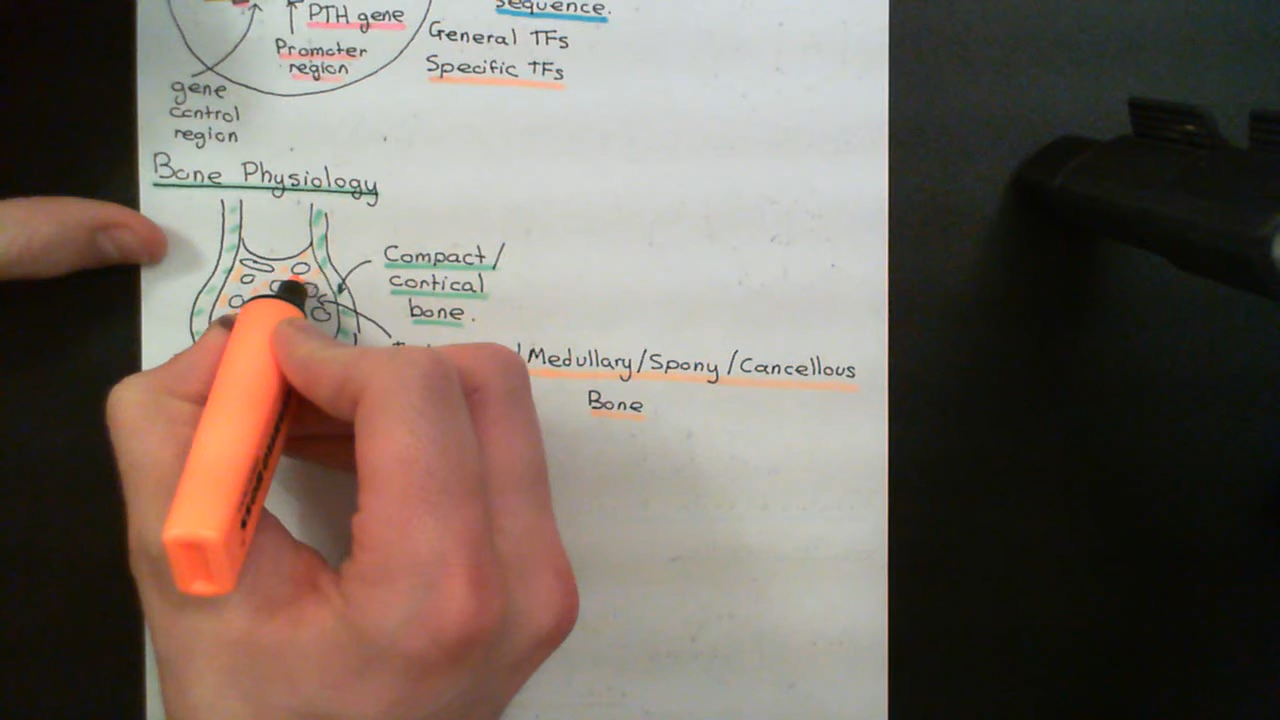 sequence.
PTH gene
General TFs
Promoter
region
Specific TFs
gene
control
region
Bone Physiology
Compact/
cortical
bone.
/Medullary/Spony/Cancellous
Bone